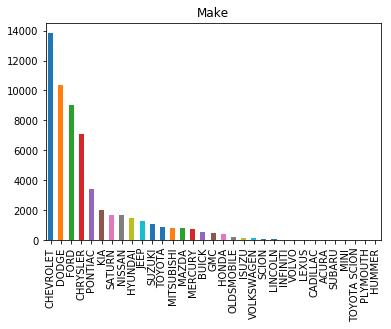 Make
14000
12000
10000
8000
6000
4000
2000
0
CHEVROLET
DODGE
FORD
CHRYSLER
PONTIAC
KIA
SATURN
NISSAN
HYUNDAI
JEEP
SUZUKI
TOYOTA
MITSUBISHI
MAZDA
MERCURY
BUICK
GMC
HONDA
OLDSMOBILE
ISUZU
VOLKSWAGEN
SCION
LINCOLN
INFINITI
VOLVO
LEXUS
CADILLAC
ACURA
SUBARU
MINI
TOYOTA SCION
PLYMOUTH
HUMMER